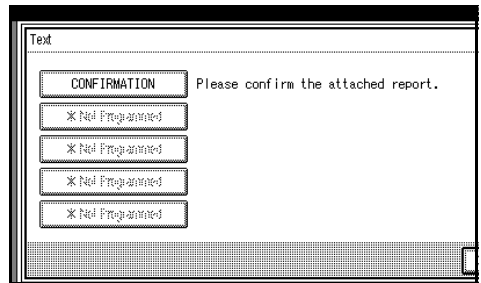 Text
CONFIRMATION Please confirm the attached report.
* Not Programmed
* Not Programmed
* Not Programmed
* Not Programmed